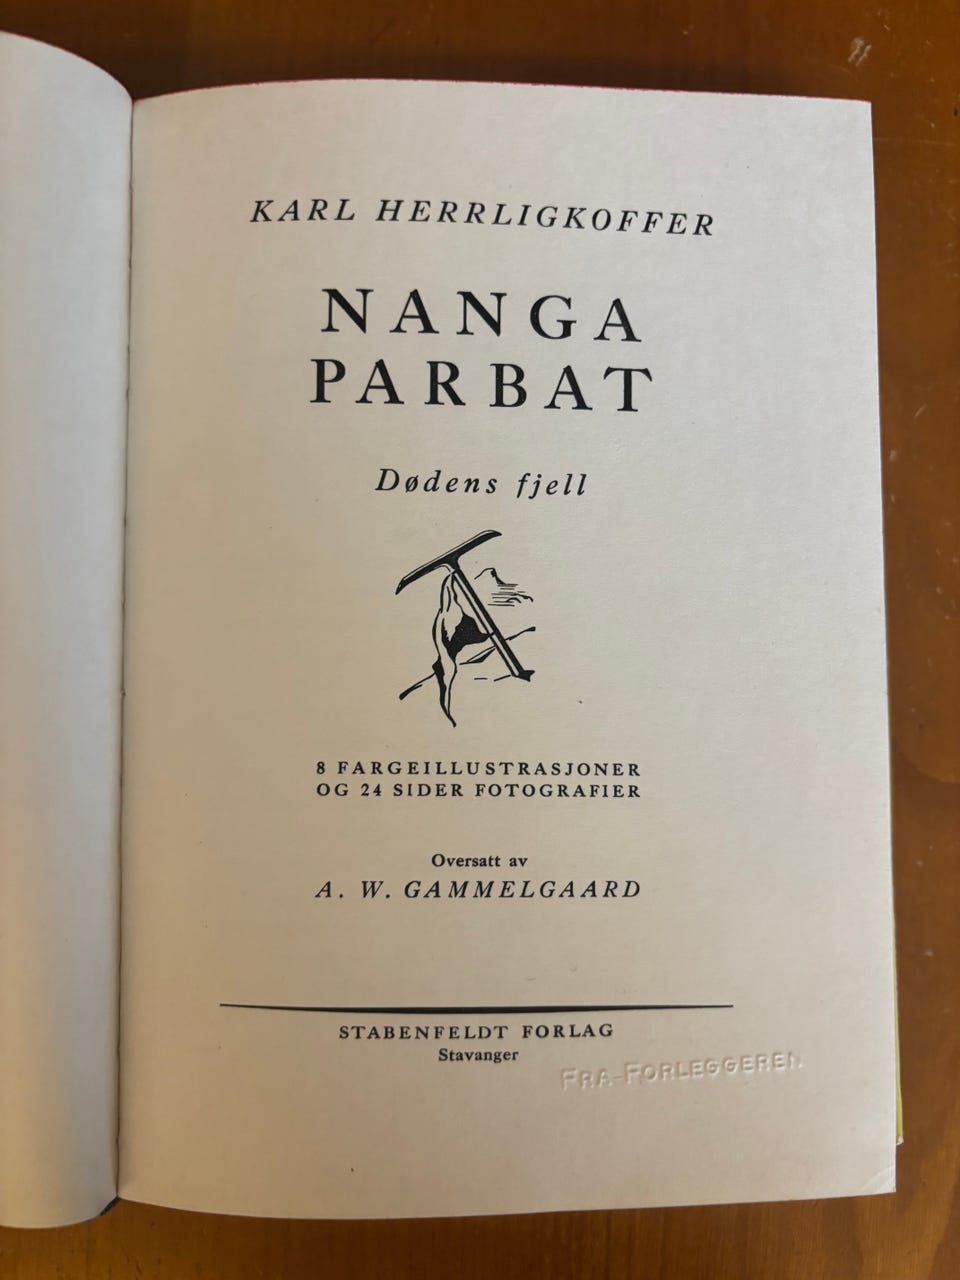 KARL HERRLIGKOFFER
NANGA
PARBAT
Dødens fjell
8 FARGEILLUSTRASJONER
OG 24 SIDER FOTOGRAFIER
Oversatt av
A. W. GAMMELGAARD
STABENFELDT FORLAG
Stavanger
FRA-FORLEGGEREN